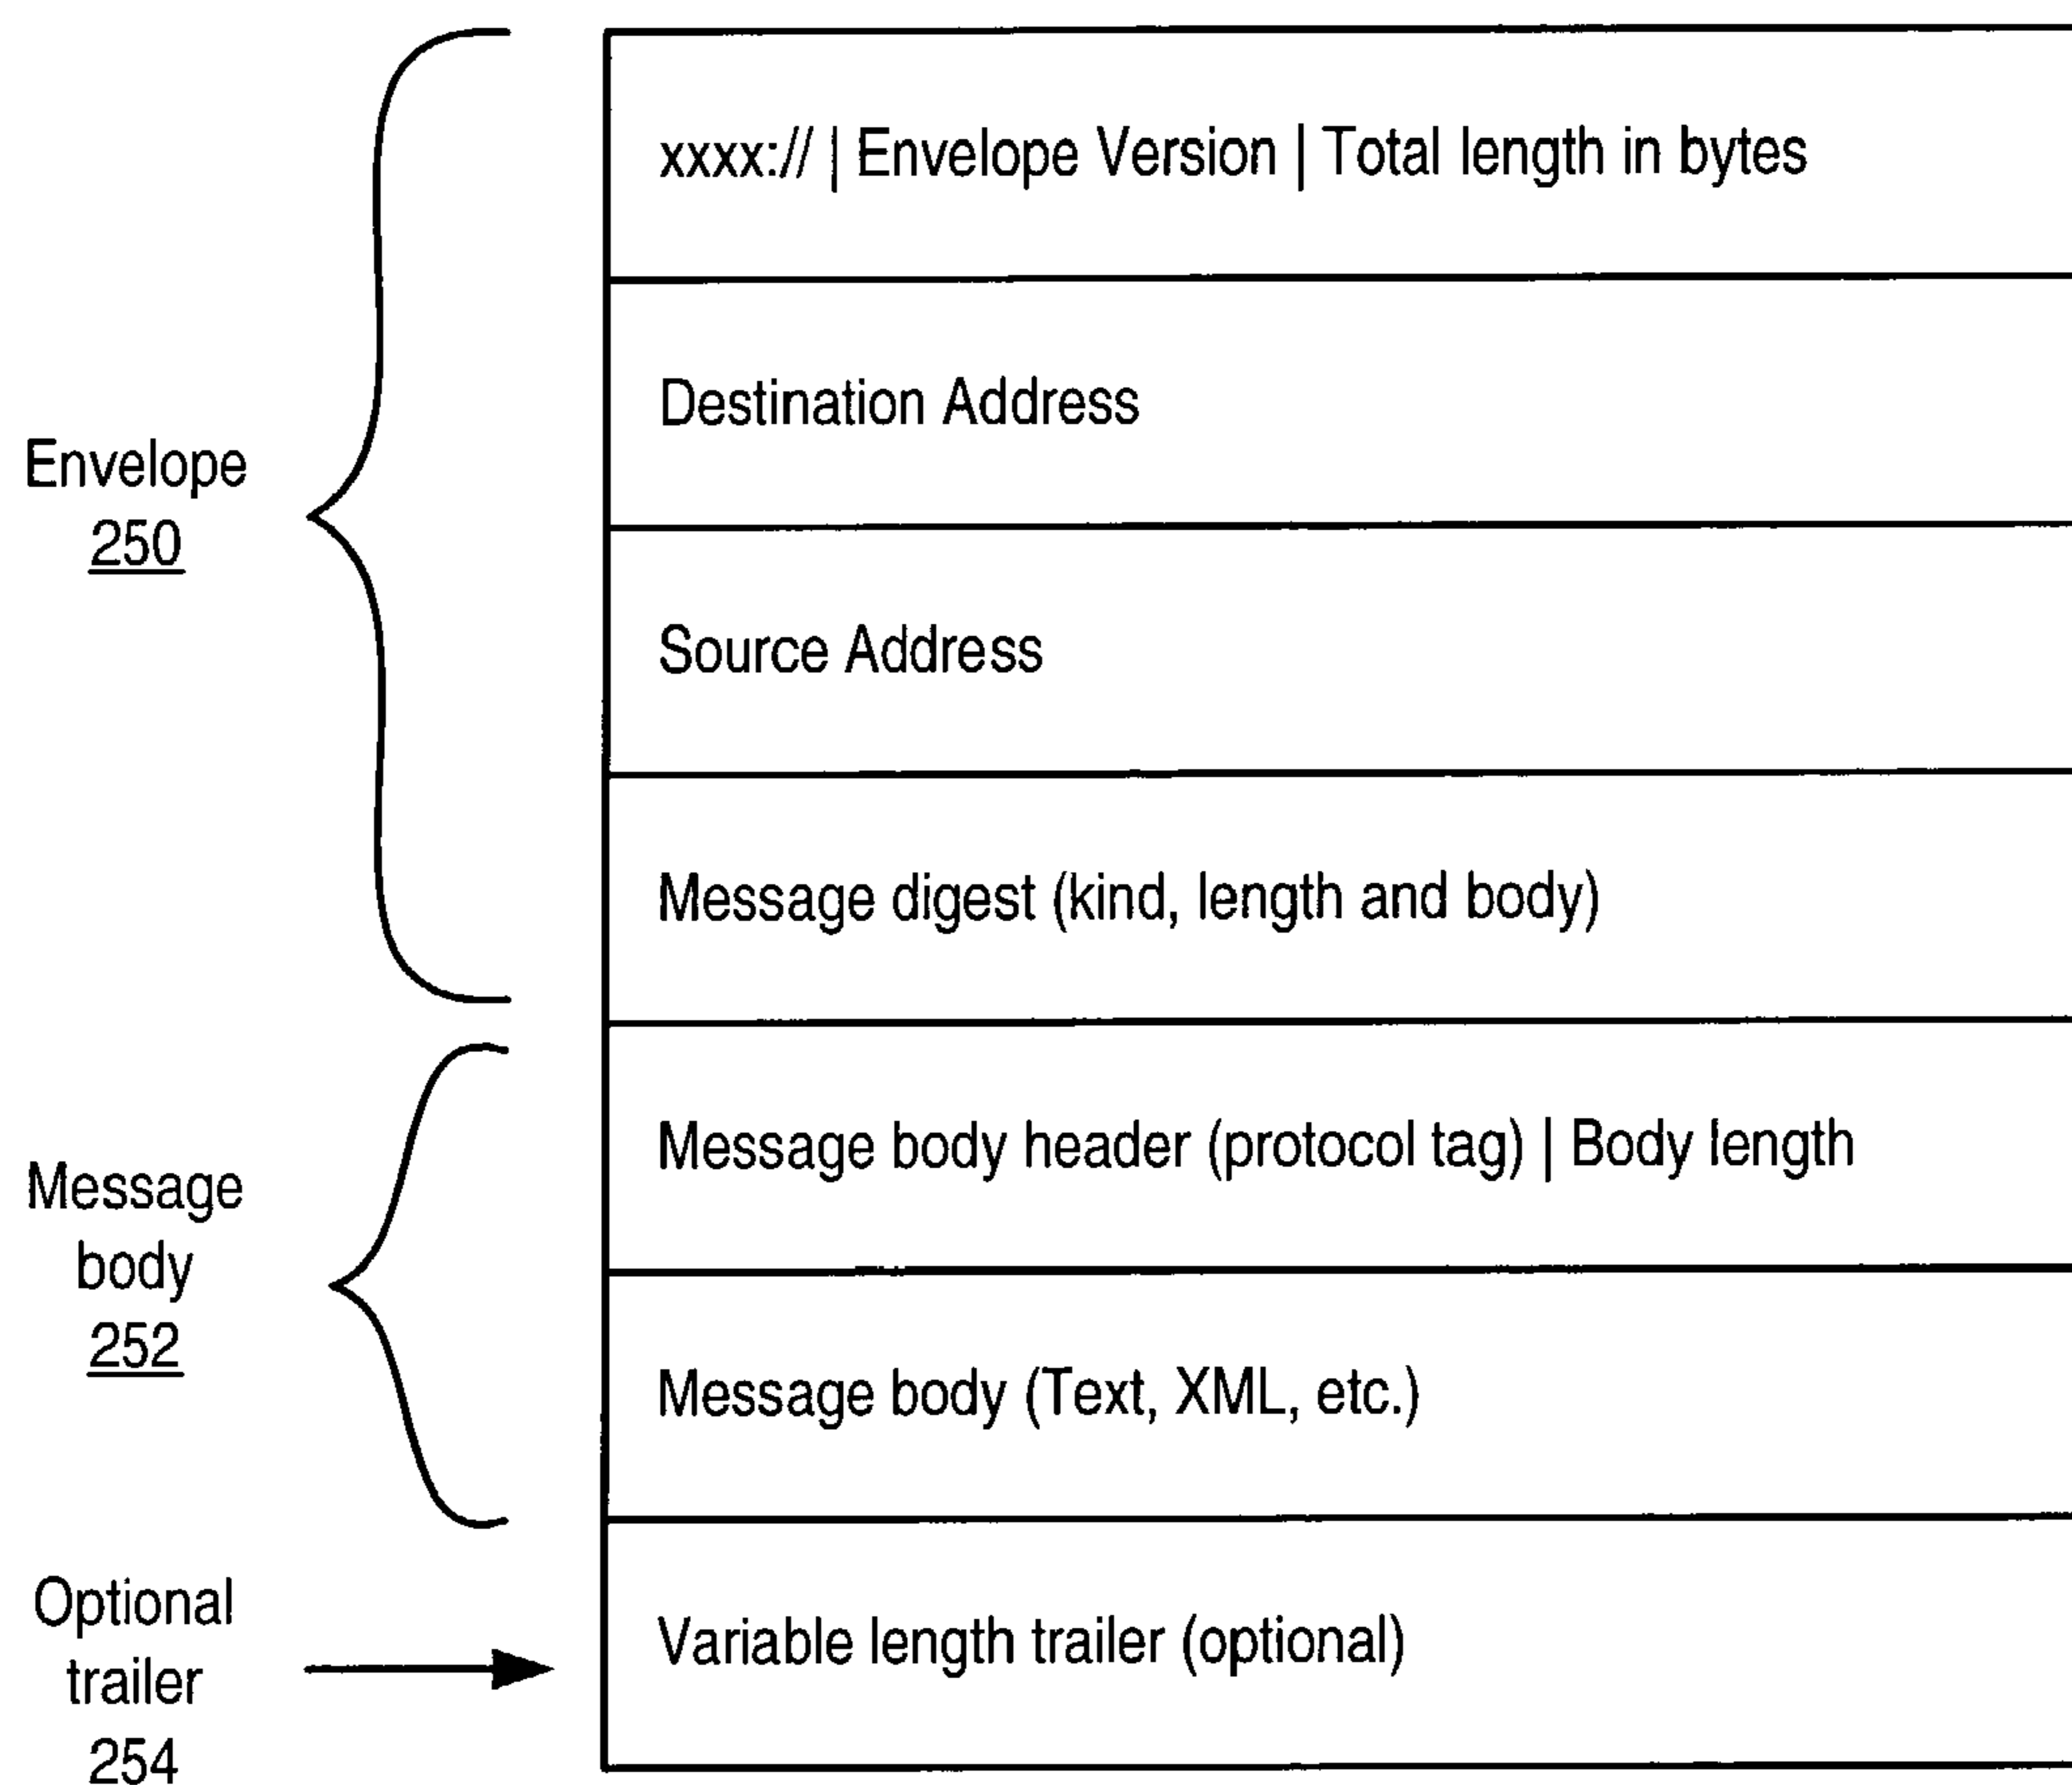 xxxx:// | Envelope Version | Total length in bytes
Destination Address
Envelope
250
Source Address
Message digest (kind, length and body)
Message body header (protocol tag) | Body length
Message
body
252
Message body (Text, XML, etc.)
Optional
trailer
254
Variable length trailer (optional)